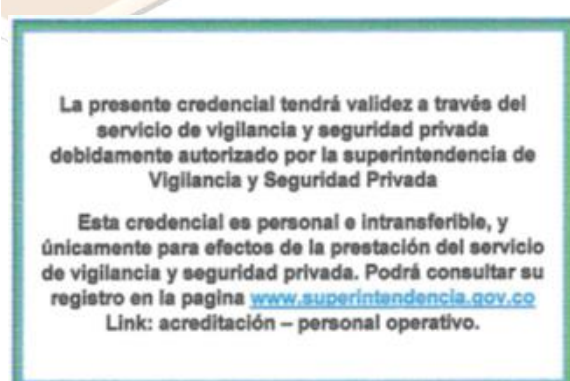 La presente credencial tendrá validez a través del
servicio de vigilancia y seguridad privada
debidamente autorizado por la superintendencia de
Vigilancia y Seguridad Privada
Esta credencial es personal e intransferible, y
únicamente para efectos de la prestación del servicio
de vigilancia y seguridad privada. Podrá consultar su
registro en la pagina www.superintendencia.gov.co
Link: acreditación – personal operativo.